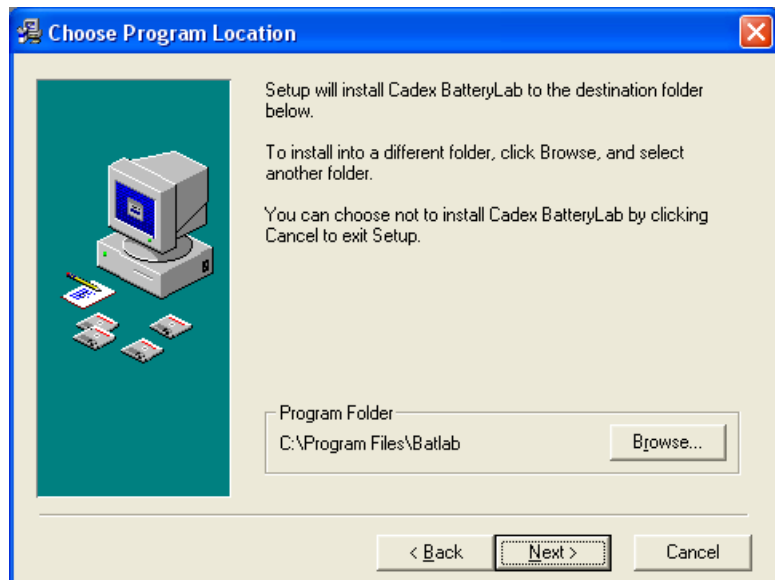 Choose Program Location
Setup will install Cadex BatteryLab to the destination folder
below.
To install into a different folder, click Browse, and select
another folder.
You can choose not to install Cadex BatteryLab by clicking
Cancel to exit Setup.
Program Folder
C:\Program Files\Batlab
Browse...
< Back
Next >
Cancel